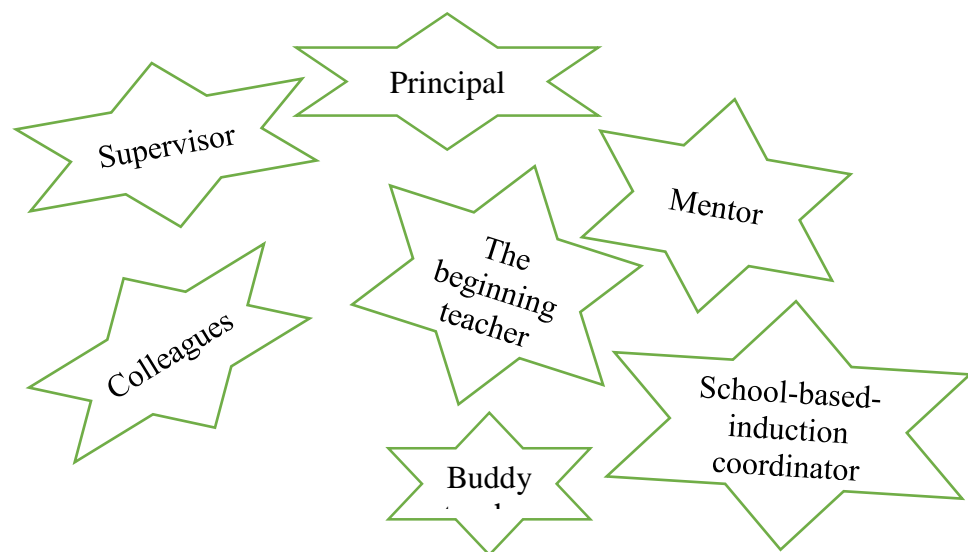 Principal
Supervisor
Mentor
The
beginning
teacher
Colleagues
School-based-
induction
coordinator
Buddy